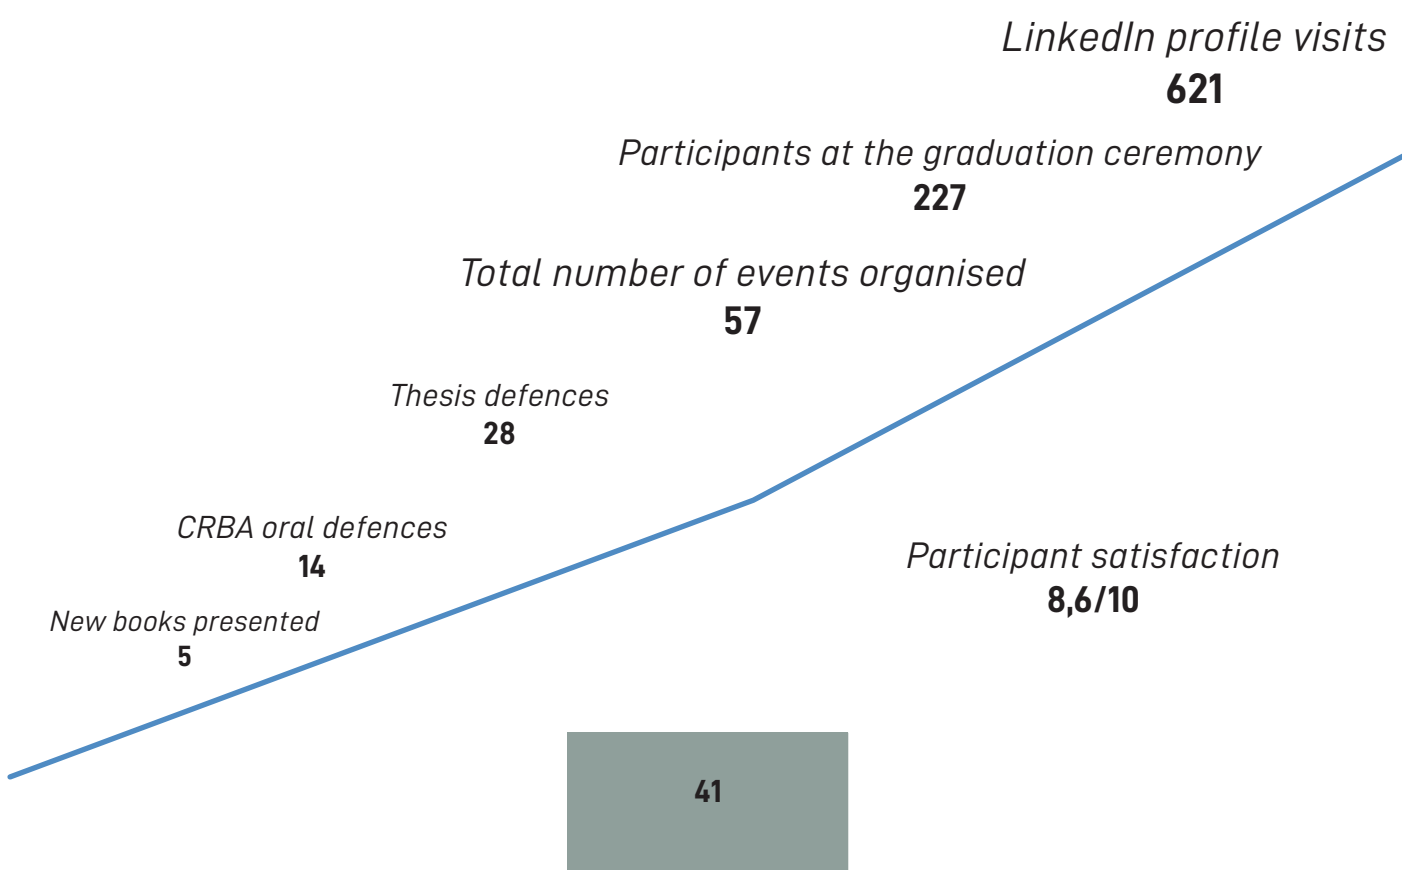 LinkedIn profile visits
621
Participants at the graduation ceremony
227
Total number of events organised
57
Thesis defences
28
CRBA oral defences
14
Participant satisfaction
8,6/10
New books presented
5
41